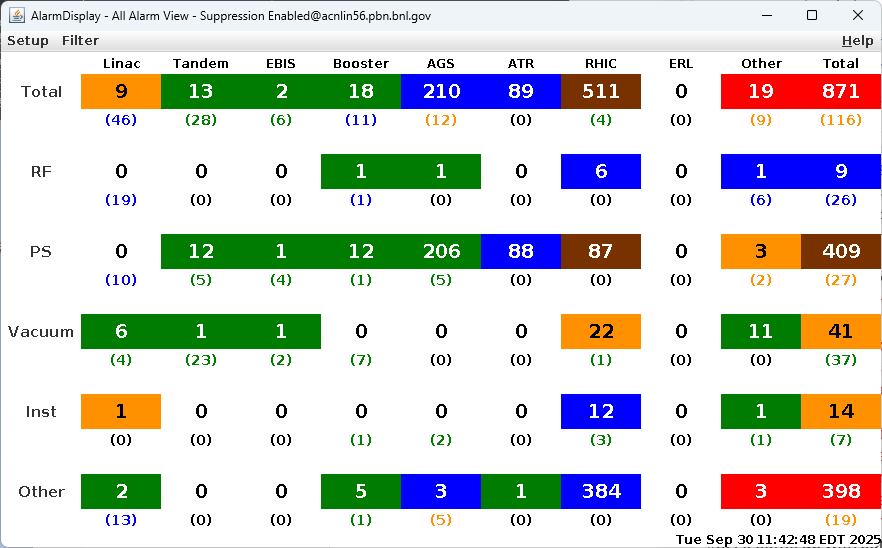 AlarmDisplay - All Alarm View - Suppression Enabled@acnlin56.pbn.bnl.gov
Setup Filter Help
Linac Tandem EBIS Booster AGS ATR RHIC ERL Other Total
Total 9 13 2 18 210 89 511 0 19 871
(46) (28) (6) (11) (12) (0) (4) (0) (9) (116)
RF 0 0 0 1 1 0 6 0 1 9
(19) (0) (0) (1) (0) (0) (0) (0) (6) (26)
PS 0 12 1 12 206 88 87 0 3 409
(10) (5) (4) (1) (5) (0) (0) (0) (2) (27)
Vacuum 6 1 1 0 0 0 22 0 11 41
(4) (23) (2) (7) (0) (0) (1) (0) (0) (37)
Inst 1 0 0 0 0 0 12 0 1 14
(0) (0) (0) (1) (2) (0) (3) (0) (1) (7)
Other 2 0 0 5 3 1 384 0 3 398
(13) (0) (0) (1) (5) (0) (0) (0) (0) (19)
Tue Sep 30 11:42:48 EDT 2025